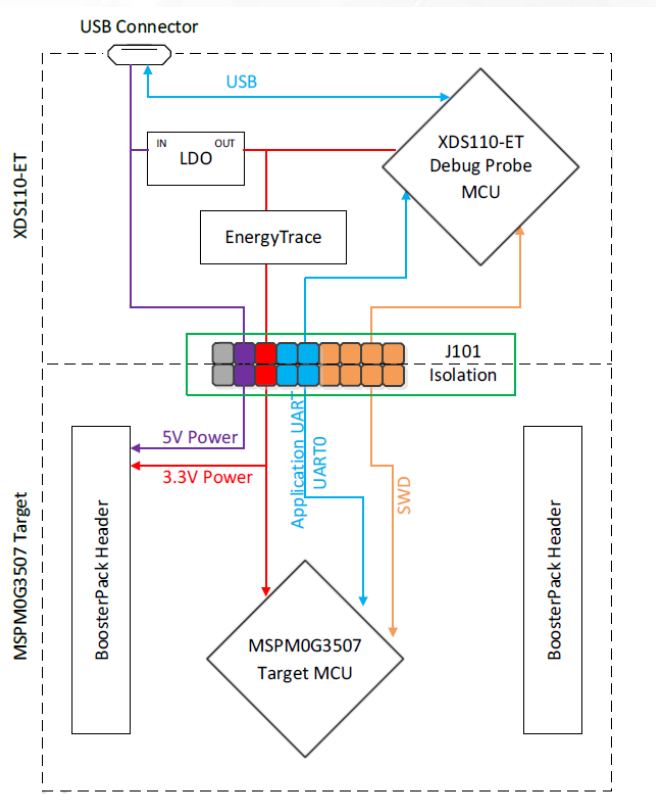 USB Connector
USB
IN
OUT
LDO
XDS110-ET
Debug Probe
MCU
XDS110-ET
EnergyTrace
J101
Isolation
5V Power
3.3V Power
Application UART
UART0
SWD
BoosterPack Header
BoosterPack Header
MSPM0G3507 Target
MSPM0G3507
Target MCU